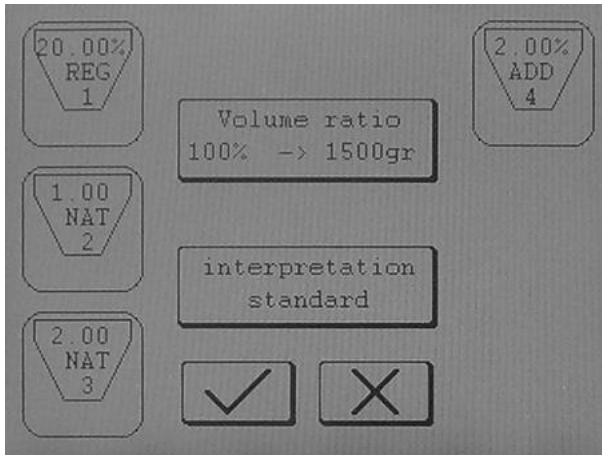 20.00%
REG
1
Volume ratio
100% -> 1500gr
2.00%
ADD
4
1.00
NAT
2
interpretation
standard
2.00
NAT
3